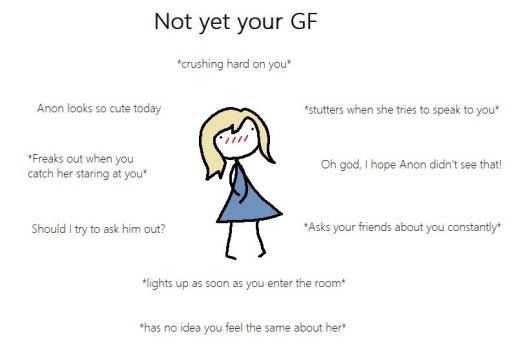 Not yet your GF
*crushing hard on you*
Anon looks so cute today
*stutters when she tries to speak to you*
*Freaks out when you
catch her staring at you*
Oh god, I hope Anon didn't see that!
Should I try to ask him out?
*Asks your friends about you constantly*
*lights up as soon as you enter the room*
*has no idea you feel the same about her*